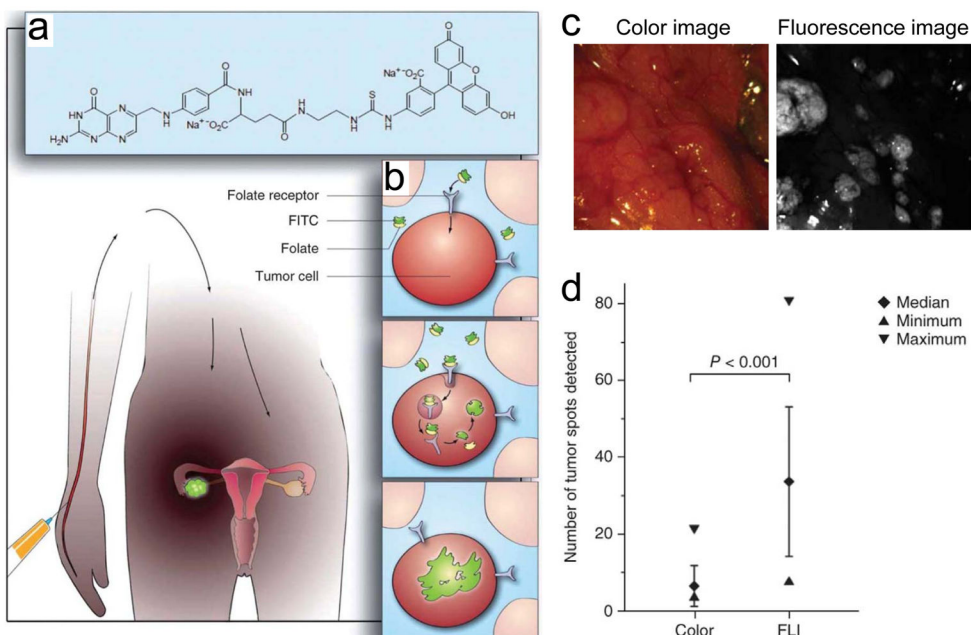 a
O
O
Na⁺⁻O₂C
O
O
OH
S
N
H
N
H
O
N
H
O
NH
Na⁺⁻O₂C
N
H
O
HN
H₂N
N
N
N
b
Folate receptor
FITC
Folate
Tumor cell
c
Color image
Fluorescence image
d
Number of tumor spots detected
80
60
40
20
0
P < 0.001
Median
Minimum
Maximum
Color
FLI